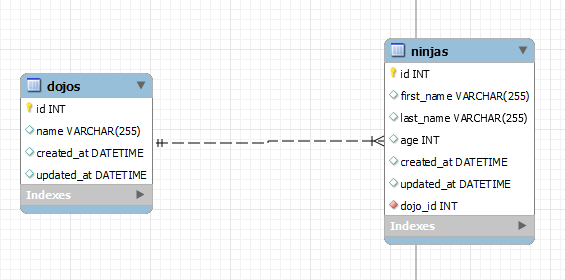 dojos
id INT
name VARCHAR(255)
created_at DATETIME
updated_at DATETIME
Indexes
ninjas
id INT
first_name VARCHAR(255)
last_name VARCHAR(255)
age INT
created_at DATETIME
updated_at DATETIME
dojo_id INT
Indexes